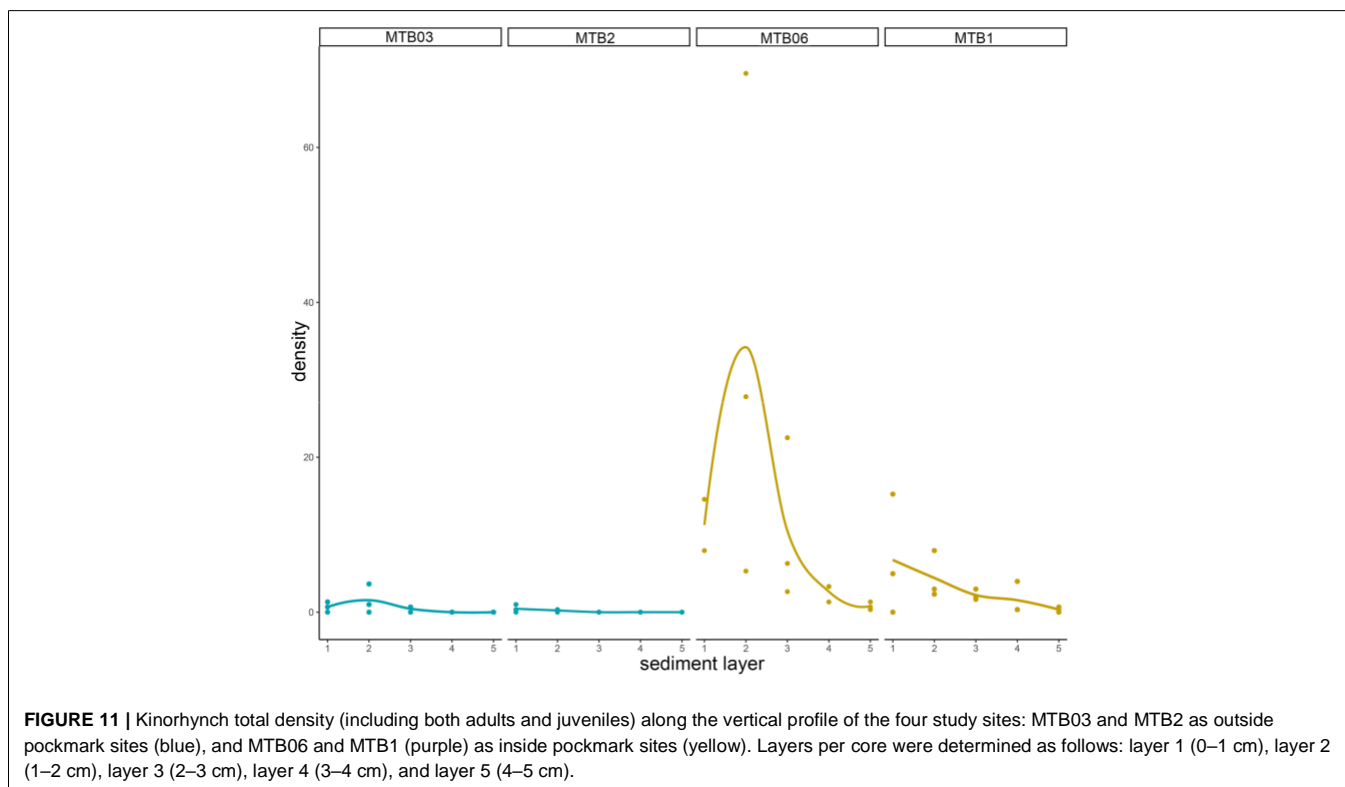 MTB03 MTB2 MTB06 MTB1
60
40
20
0
density
1 2 3 4 5 1 2 3 4 5 1 2 3 4 5 1 2 3 4 5
sediment layer
FIGURE 11 | Kinorhynch total density (including both adults and juveniles) along the vertical profile of the four study sites: MTB03 and MTB2 as outside
pockmark sites (blue), and MTB06 and MTB1 (purple) as inside pockmark sites (yellow). Layers per core were determined as follows: layer 1 (0–1 cm), layer 2
(1–2 cm), layer 3 (2–3 cm), layer 4 (3–4 cm), and layer 5 (4–5 cm).